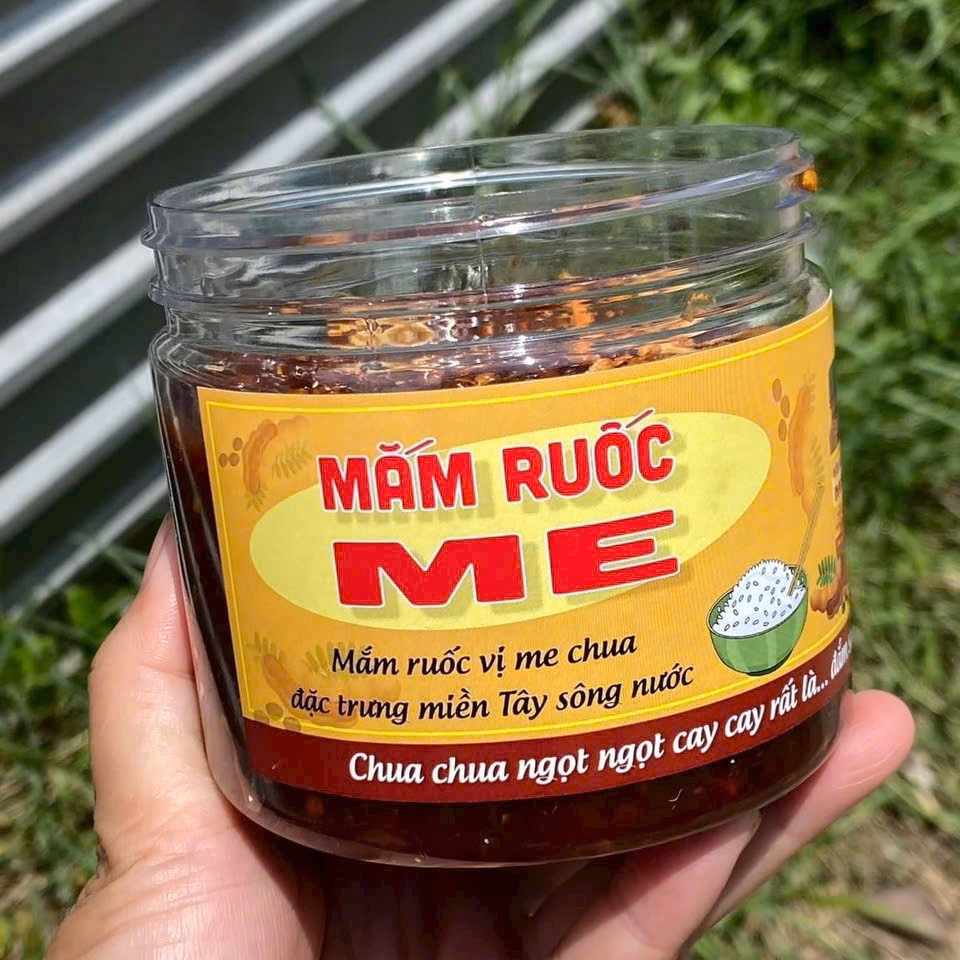 MẮM RUỐC
ME
Mắm ruốc vị me chua
đặc trưng miền Tây sông nước
Chua chua ngọt ngọt cay cay rất là...